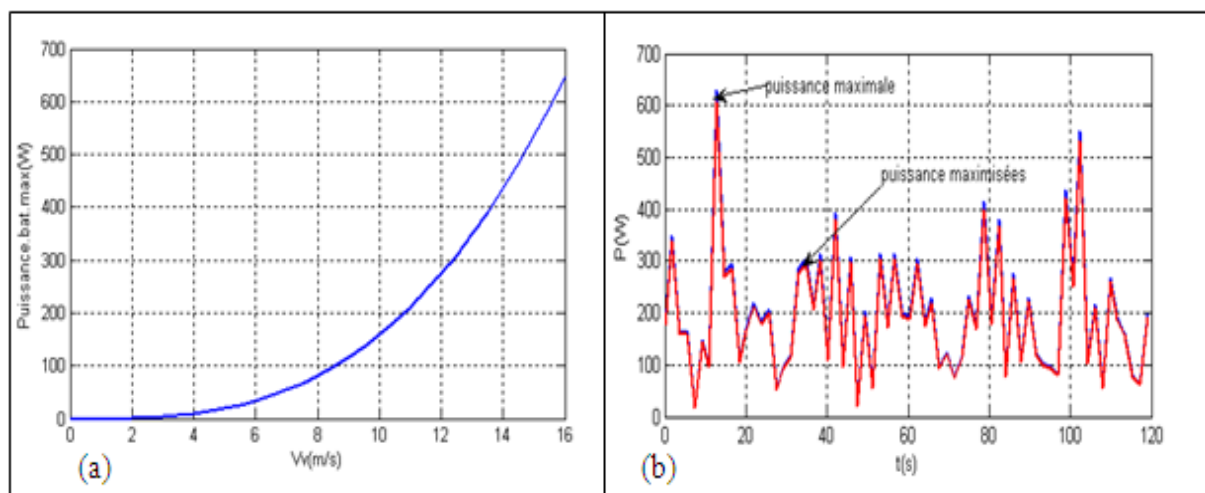 700
600
500
400
300
200
100
0
Puissance.bat.max(W)
0 2 4 6 8 10 12 14 16
Vv(m/s)
(a)
700
600
500
400
300
200
100
0
P(W)
puissance maximale
puissance maximisées
0 20 40 60 80 100 120
t(s)
(b)